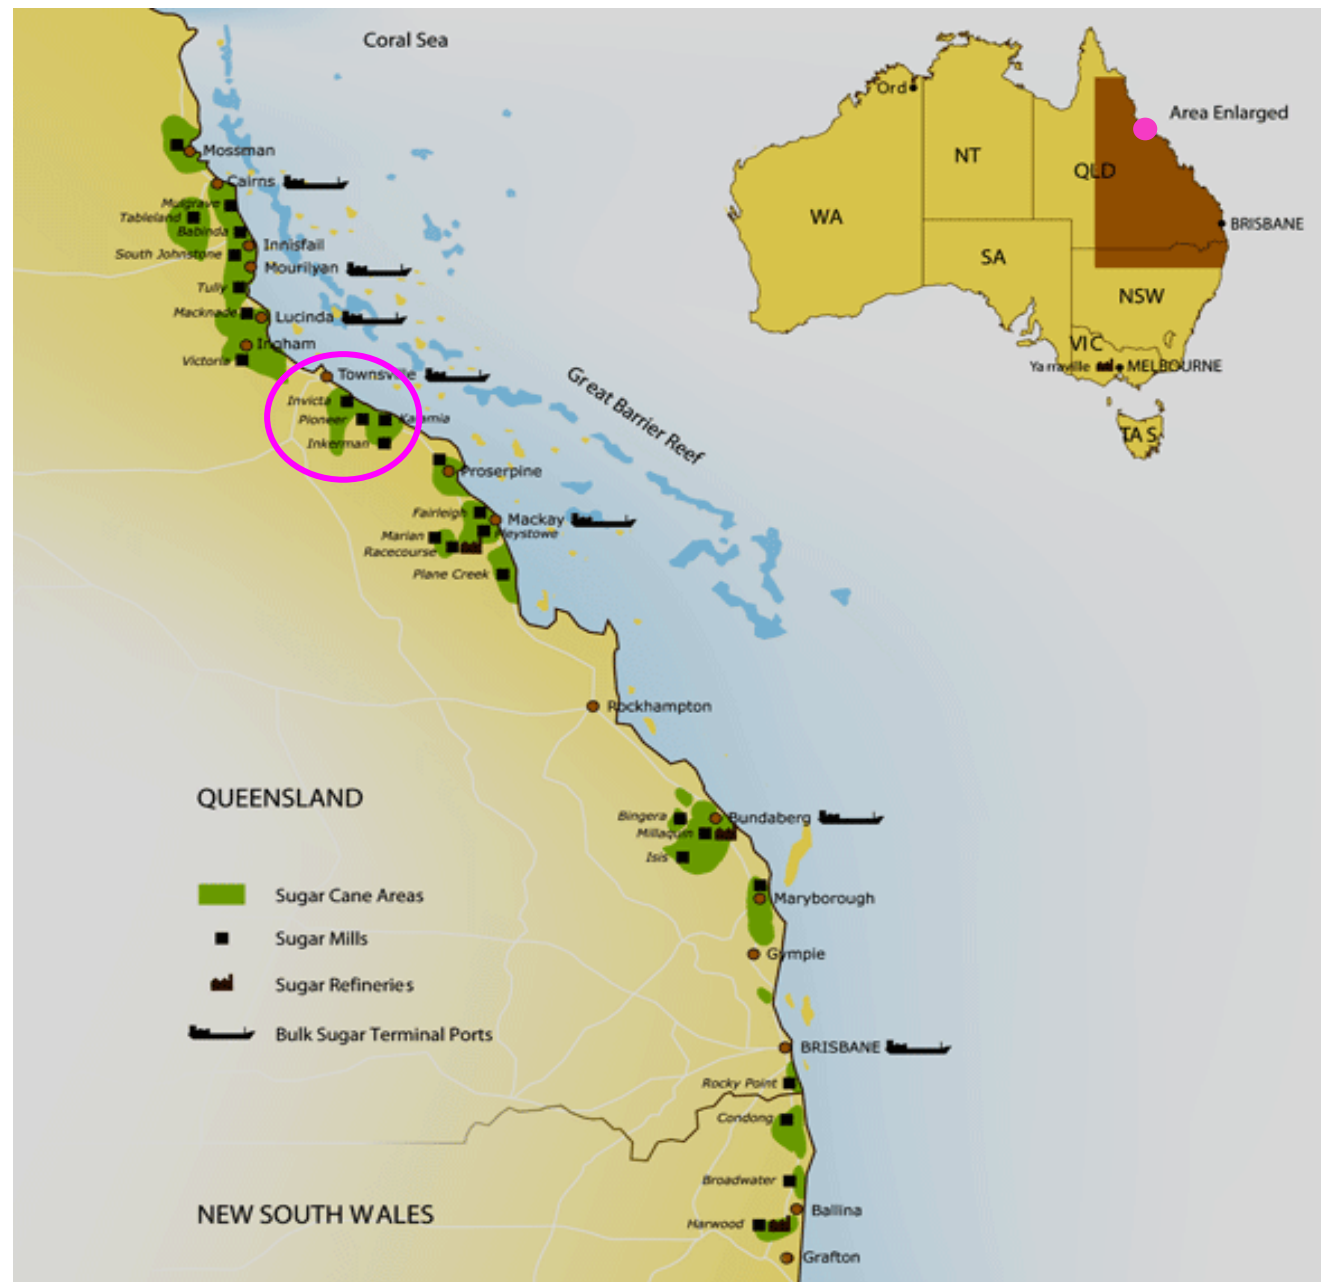 Coral Sea
Area Enlarged
Ord
NT
QLD
WA
SA
BRISBANE
NSW
VIC
Yarraville
MELBOURNE
TAS
Mossman
Cairns
Mulgrave
Tableland
Babinda
Innisfail
South Johnstone
Mourilyan
Tully
Macknade
Lucinda
Ingham
Victoria
Townsville
Invicta
Pioneer
Kalamia
Inkerman
Great Barrier Reef
Proserpine
Fairleigh
Mackay
Marian
Pleystowe
Racecourse
Plane Creek
Rockhampton
QUEENSLAND
Bingera
Bundaberg
Millaquin
Isis
Sugar Cane Areas
Maryborough
Sugar Mills
Gympie
Sugar Refineries
Bulk Sugar Terminal Ports
BRISBANE
Rocky Point
Condong
Broadwater
NEW SOUTH WALES
Ballina
Harwood
Grafton